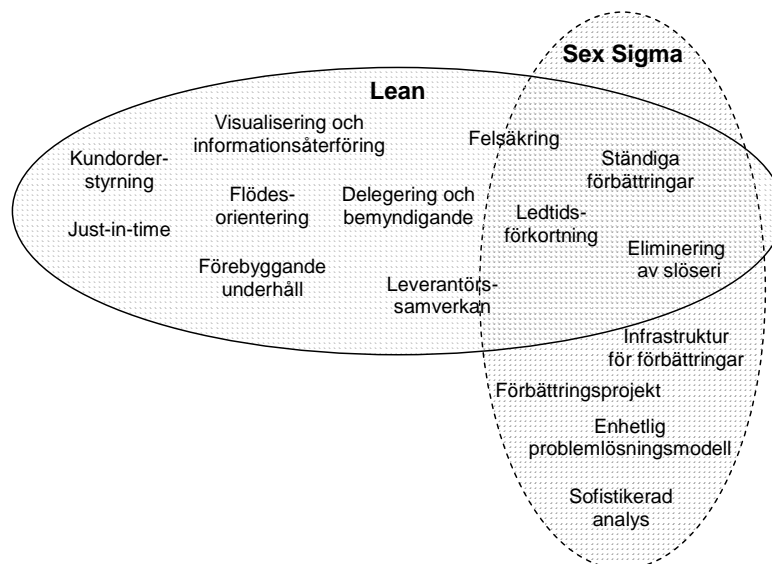 Sex Sigma
Lean
Visualisering och
informationsåterföring
Felsäkring
Kundorder-
styrning
Ständiga
förbättringar
Flödes-
orientering
Delegering och
bemyndigande
Ledtids-
förkortning
Just-in-time
Eliminering
av slöseri
Förebyggande
underhåll
Leverantörs-
samverkan
Infrastruktur
för förbättringar
Förbättringsprojekt
Enhetlig
problemlösningsmodell
Sofistikerad
analys